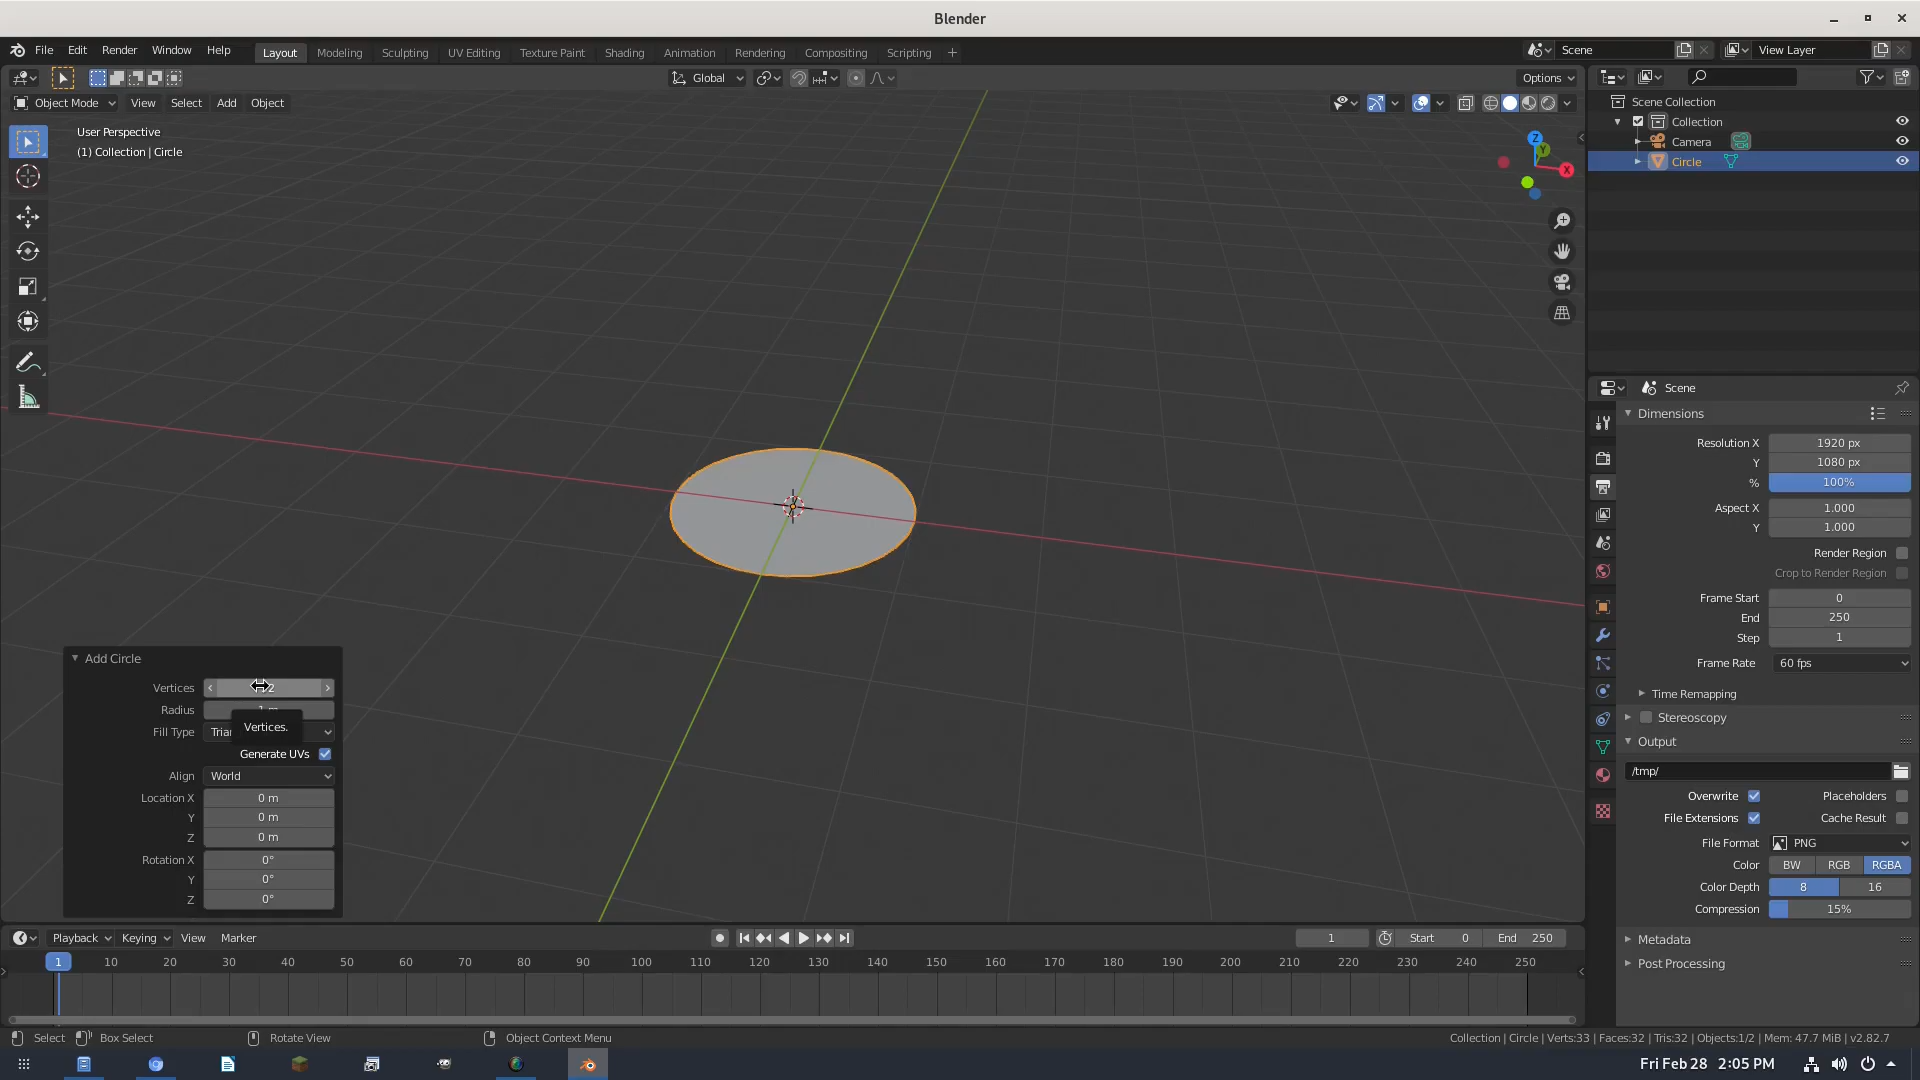 Blender
File Edit Render Window Help Layout Modeling Sculpting UV Editing Texture Paint Shading Animation Rendering Compositing Scripting + Scene View Layer
Global Options
Object Mode View Select Add Object
User Perspective
(1) Collection | Circle
Z
Y
X
Scene Collection
Collection
Camera
Circle
Scene
Dimensions
Resolution X 1920 px
Y 1080 px
% 100%
Aspect X 1.000
Y 1.000
Render Region
Crop to Render Region
Frame Start 0
End 250
Step 1
Frame Rate 60 fps
Time Remapping
Stereoscopy
Output
/tmp/
Overwrite Placeholders
File Extensions Cache Result
File Format PNG
Color BW RGB RGBA
Color Depth 8 16
Compression 15%
Metadata
Post Processing
Add Circle
Vertices
Radius
Vertices.
Fill Type
Generate UVs
Align World
Location X 0 m
Y 0 m
Z 0 m
Rotation X 0°
Y 0°
Z 0°
Playback Keying View Marker 1 Start 0 End 250
1 10 20 30 40 50 60 70 80 90 100 110 120 130 140 150 160 170 180 190 200 210 220 230 240 250
Select Box Select Rotate View Object Context Menu Collection | Circle | Verts:33 | Faces:32 | Tris:32 | Objects:1/2 | Mem: 47.7 MiB | v2.82.7
Fri Feb 28 2:05 PM